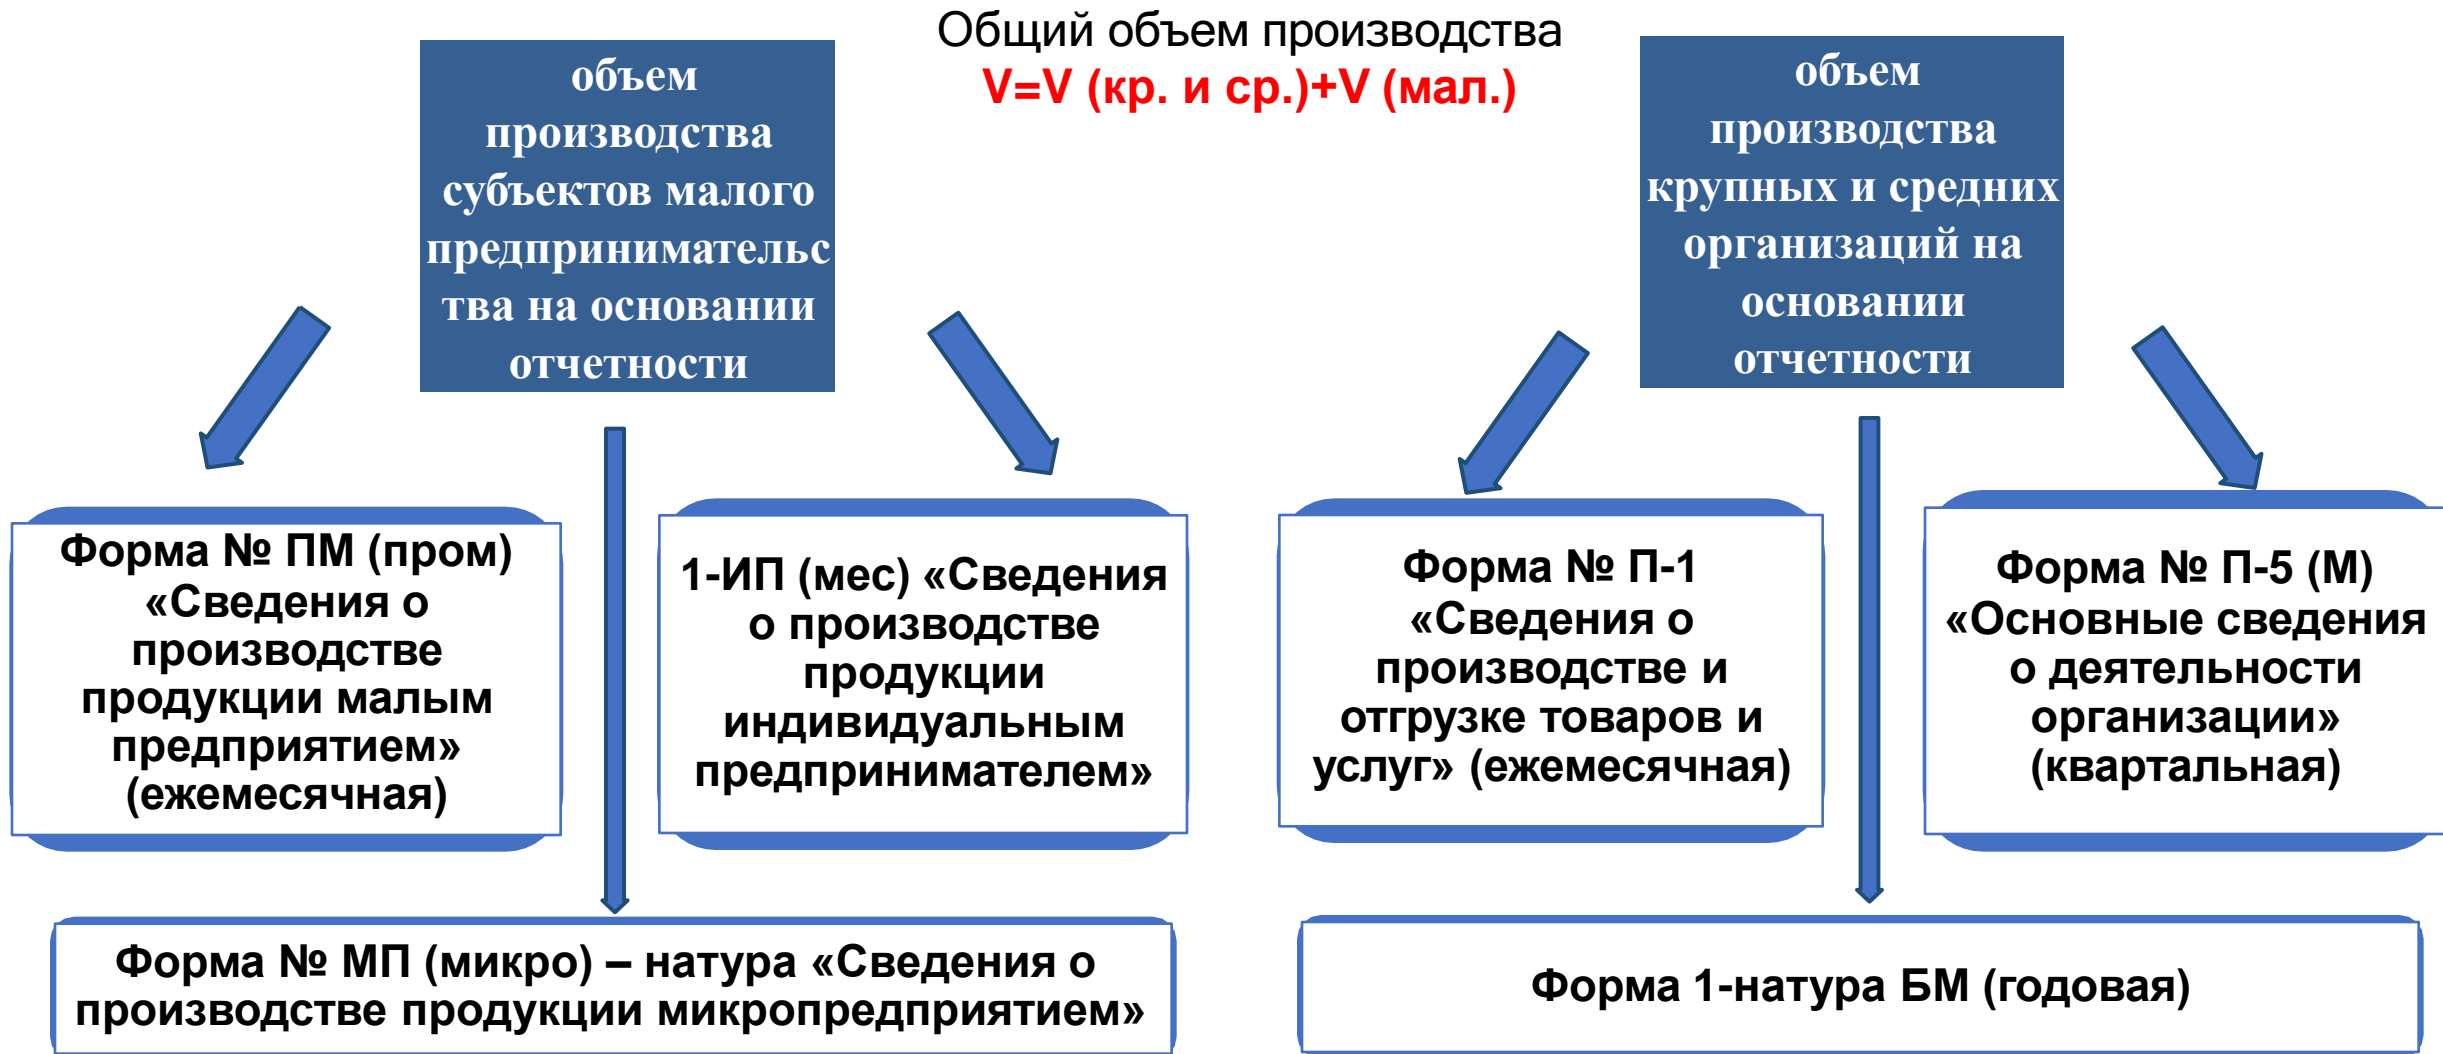 Общий объем производства
V=V (кр. и ср.)+V (мал.)
объем
производства
субъектов малого
предпринимательс
тва на основании
отчетности
объем
производства
крупных и средних
организаций на
основании
отчетности
Форма № ПМ (пром)
«Сведения о
производстве
продукции малым
предприятием»
(ежемесячная)
1-ИП (мес) «Сведения
о производстве
продукции
индивидуальным
предпринимателем»
Форма № П-1
«Сведения о
производстве и
отгрузке товаров и
услуг» (ежемесячная)
Форма № П-5 (М)
«Основные сведения
о деятельности
организации»
(квартальная)
Форма № МП (микро) – натура «Сведения о
производстве продукции микропредприятием»
Форма 1-натура БМ (годовая)